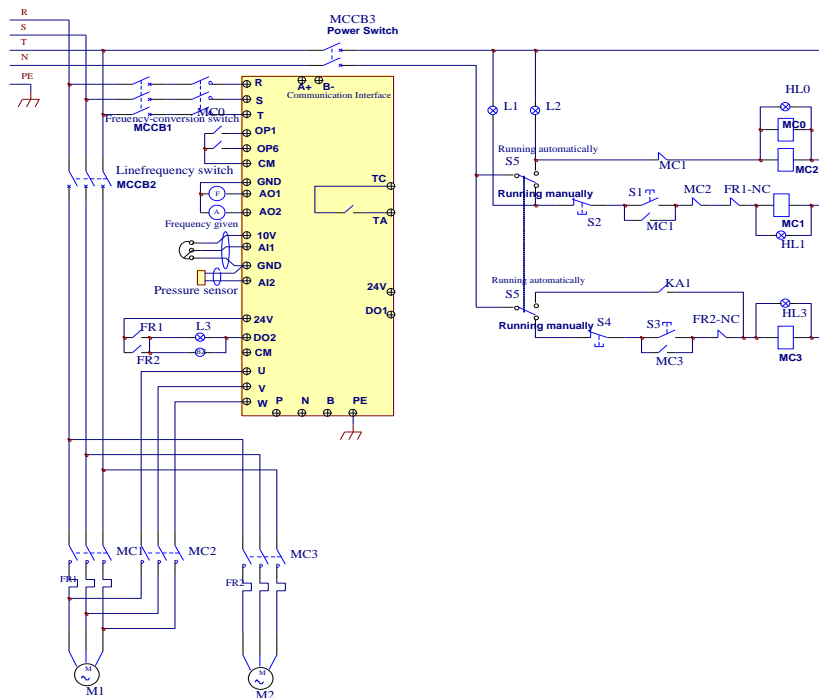 R
S
T
N
PE
MCCB3
Power Switch
R
S
T
OP1
OP6
CM
GND
AO1
AO2
10V
AI1
GND
AI2
24V
DO2
CM
U
V
W
A+
B-
Communication Interface
TC
TA
24V
DO1
P
N
B
PE
MC0
Freuency-conversion switch
MCCB1
Linefrequency switch
MCCB2
F
A
Frequency given
Pressure sensor
FR1
L3
FR2
BZ
L1
L2
HL0
MC0
MC2
MC1
Running automatically
S5
Running manually
S2
S1
MC1
MC2
FR1-NC
MC1
HL1
Running automatically
S5
Running manually
KA1
S4
S3
MC3
FR2-NC
HL3
MC3
MC1
MC2
MC3
FR1
FR2
M
M1
M
M2